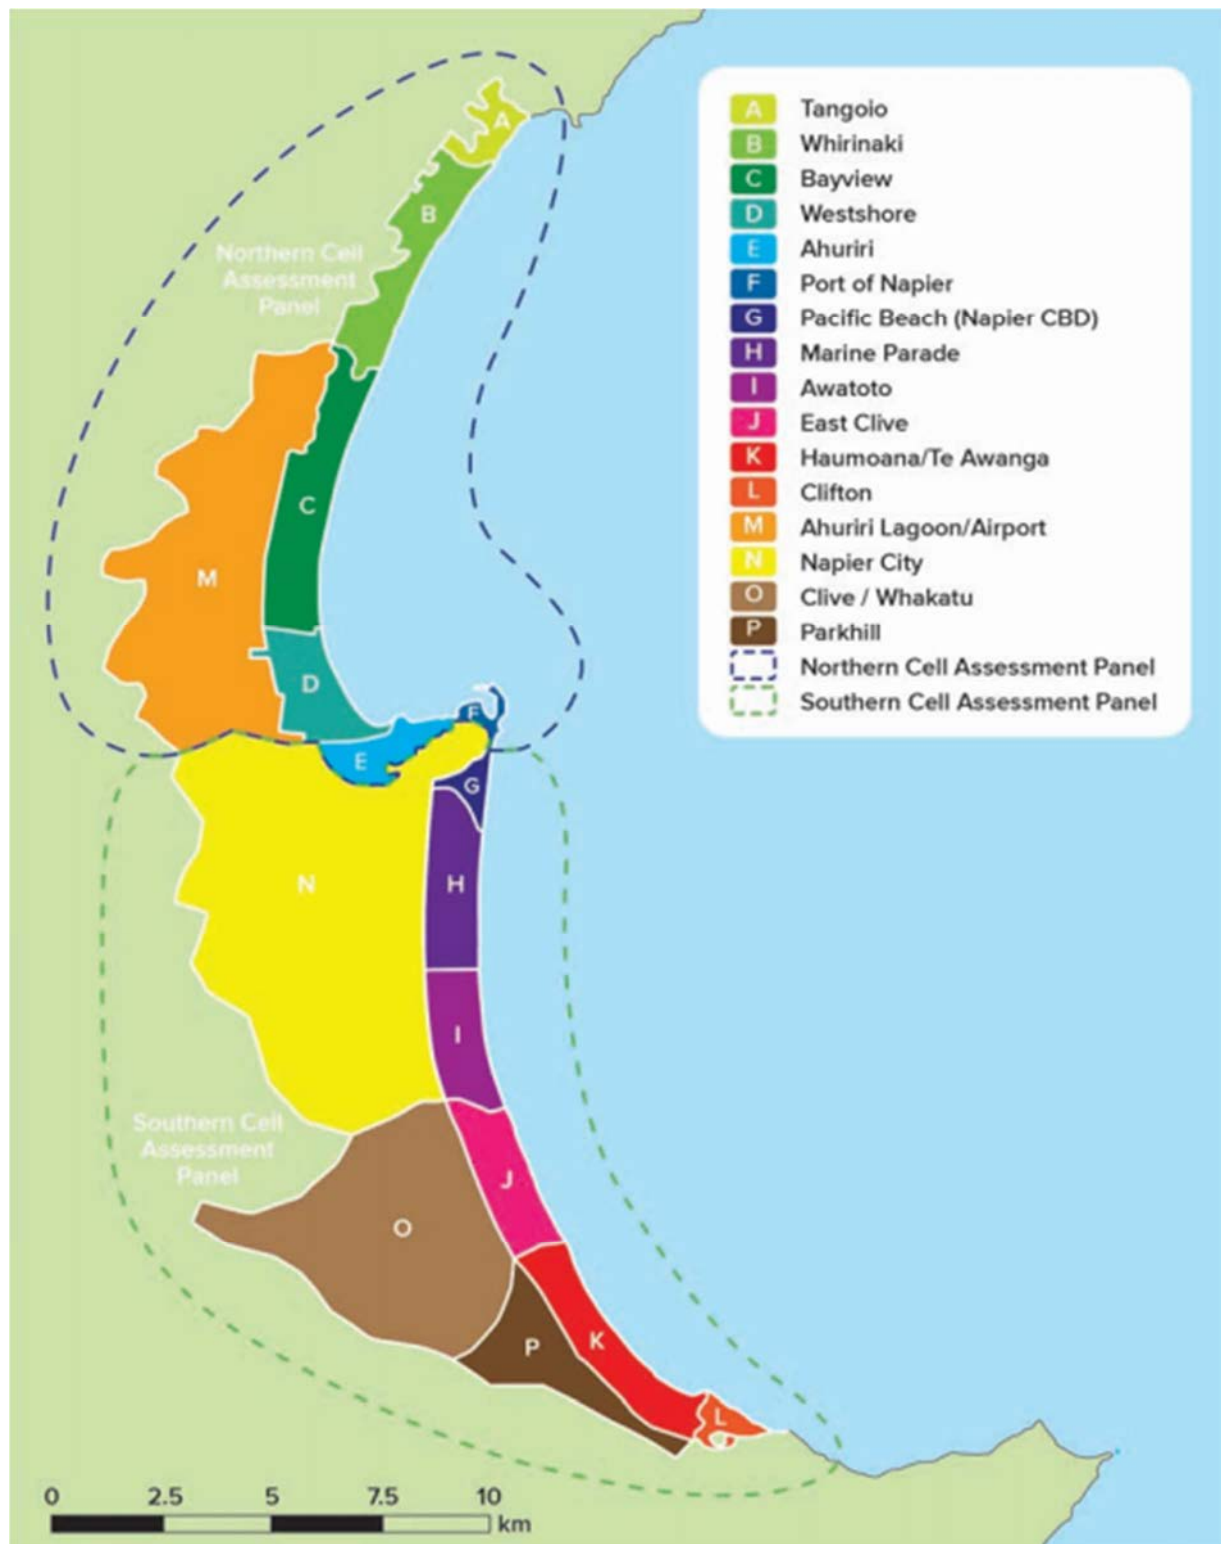 A Tangoio
B Whirinaki
C Bayview
D Westshore
E Ahuriri
F Port of Napier
G Pacific Beach (Napier CBD)
H Marine Parade
I Awatoto
J East Clive
K Haumoana/Te Awanga
L Clifton
M Ahuriri Lagoon/Airport
N Napier City
O Clive / Whakatu
P Parkhill
Northern Cell Assessment Panel
Southern Cell Assessment Panel
A
B
Northern Cell
Assessment
Panel
C
M
D
F
E
G
N
H
I
Southern Cell
Assessment
Panel
J
O
K
P
L
0 2.5 5 7.5 10
km